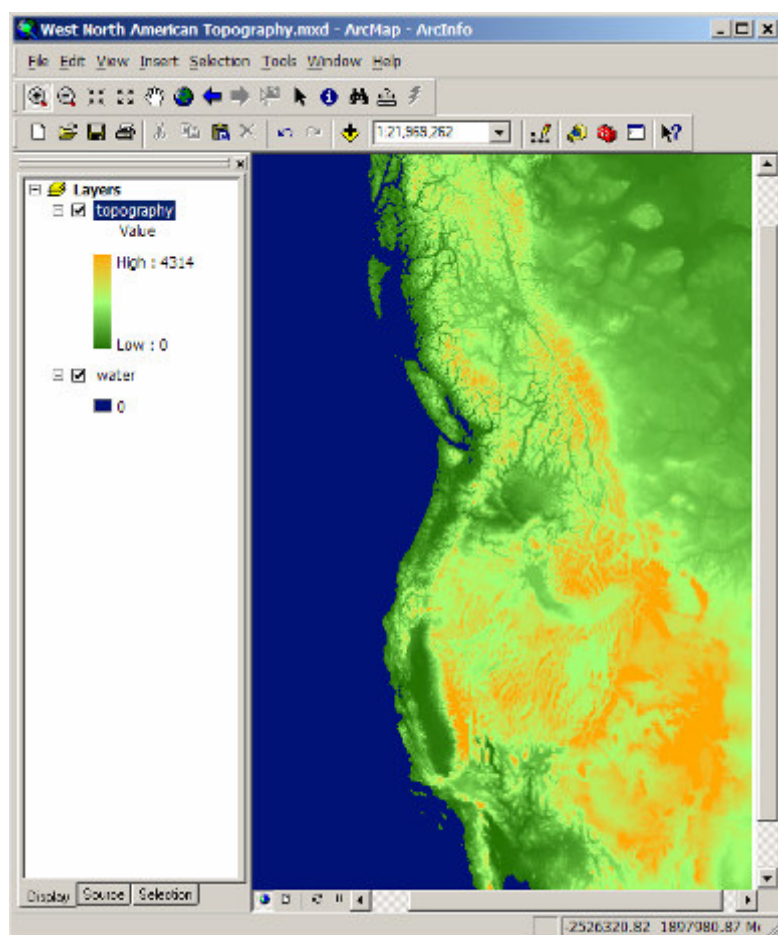 West North American Topography.mxd - ArcMap - ArcInfo
File Edit View Insert Selection Tools Window Help
1:21,969,262
Layers
topography
Value
High : 4314
Low : 0
water
0
Display Source Selection
-2526320.82 1897980.87 Me